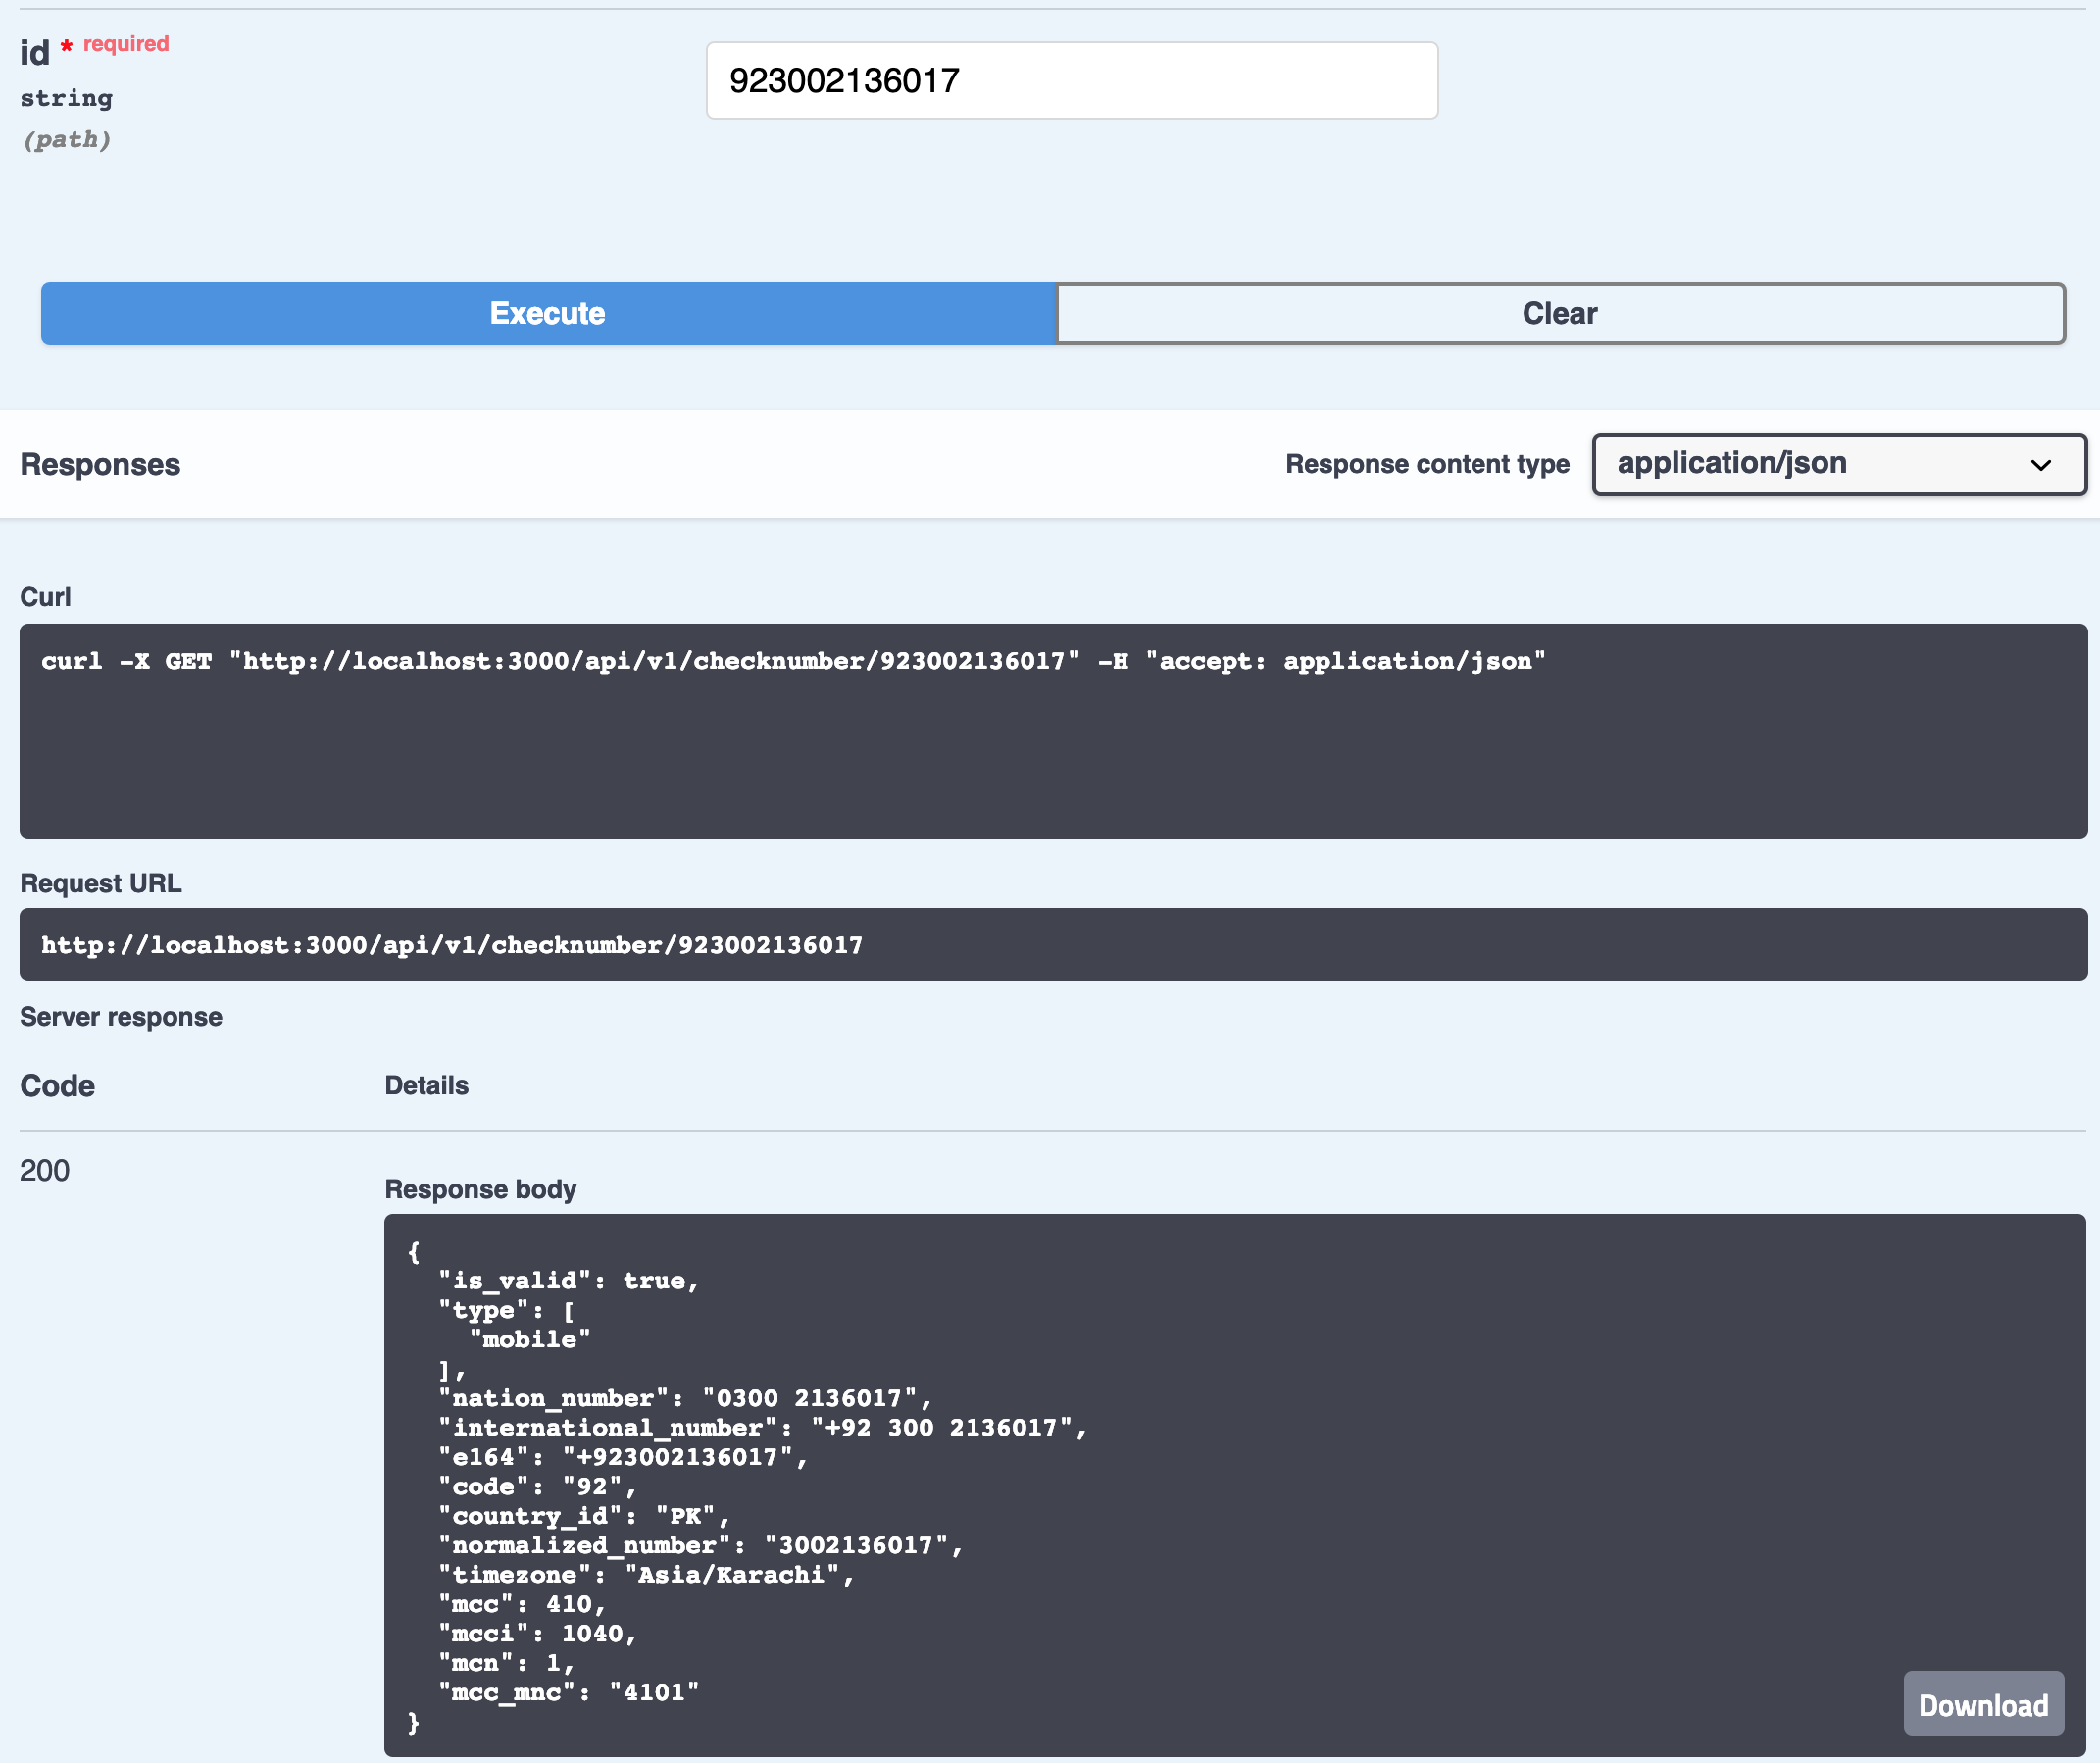 id * required
string
(path)
923002136017
Execute
Clear
Responses
Response content type
application/json
Curl
curl -X GET "http://localhost:3000/api/v1/checknumber/923002136017" -H "accept: application/json"
Request URL
http://localhost:3000/api/v1/checknumber/923002136017
Server response
Code
Details
200
Response body
{
  "is_valid": true,
  "type": [
    "mobile"
  ],
  "nation_number": "0300 2136017",
  "international_number": "+92 300 2136017",
  "e164": "+923002136017",
  "code": "92",
  "country_id": "PK",
  "normalized_number": "3002136017",
  "timezone": "Asia/Karachi",
  "mcc": 410,
  "mcci": 1040,
  "mcn": 1,
  "mcc_mnc": "4101"
}
Download